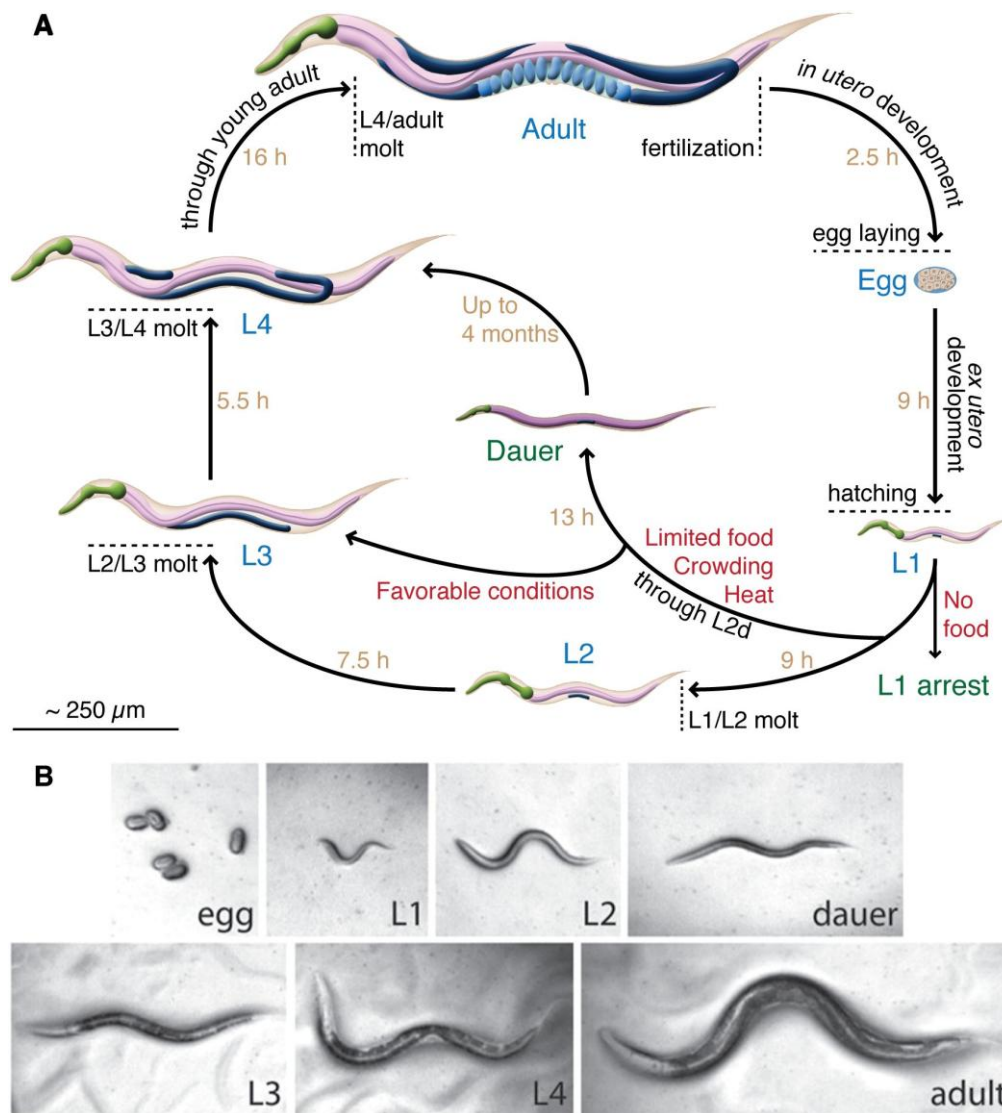 A
through young adult
16 h
L4/adult
molt
Adult
fertilization
in utero development
2.5 h
egg laying
Egg
L3/L4 molt
L4
Up to
4 months
5.5 h
9 h
ex utero
development
Dauer
hatching
L1
13 h
Limited food
Crowding
Heat
through L2d
L2/L3 molt
L3
Favorable conditions
No
food
L1 arrest
7.5 h
L2
9 h
L1/L2 molt
~ 250 µm
B
egg
L1
L2
dauer
L3
L4
adult